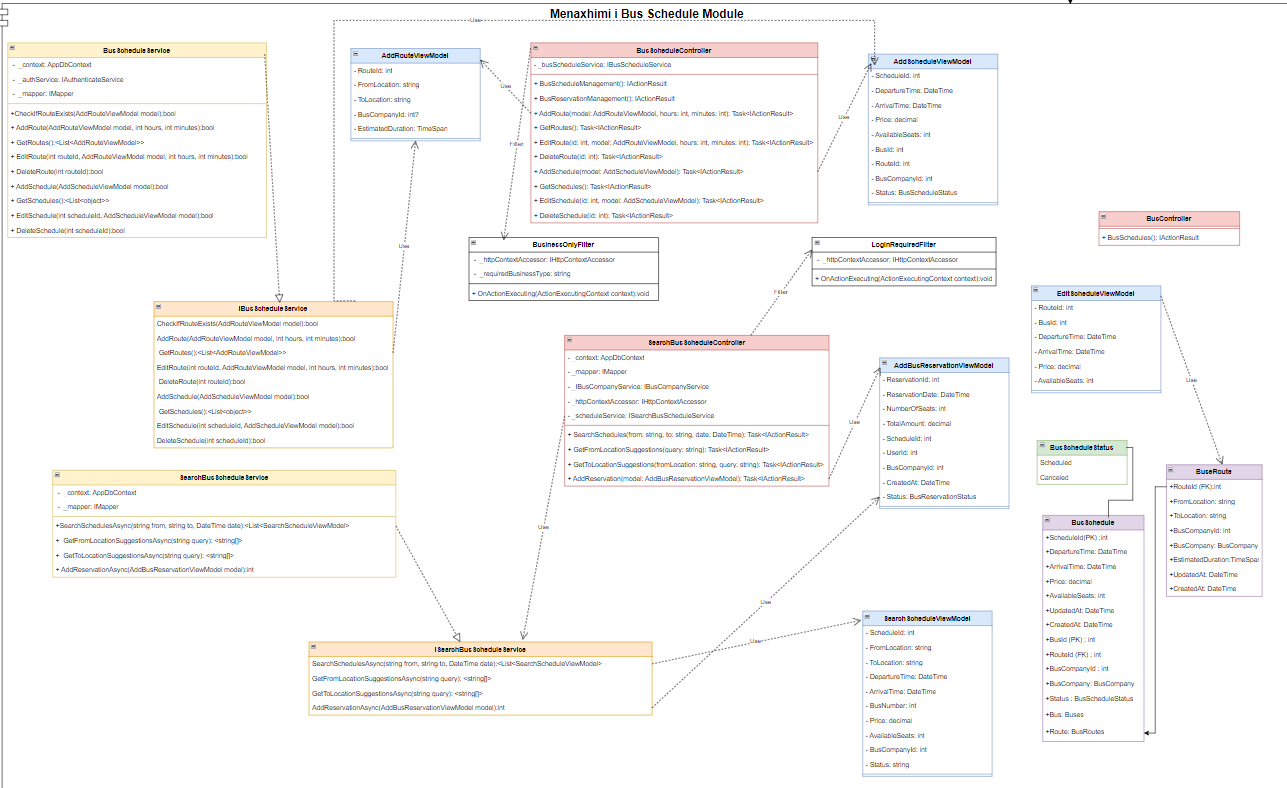 Menaxhimi i Bus Schedule Module
BusScheduleService
- _context: AppDbContext
- _authService: IAuthenticateService
- _mapper: IMapper
+CheckIfRouteExists(AddRouteViewModel model):bool
+ AddRoute(AddRouteViewModel model, int hours, int minutes):bool
+ GetRoutes():<List<AddRouteViewModel>>
+ EditRoute(int routeId, AddRouteViewModel model, int hours, int minutes):bool
+ DeleteRoute(int routeId):bool
+ AddSchedule(AddScheduleViewModel model):bool
+ GetSchedules():<List<object>>
+ EditSchedule(int scheduleId, AddScheduleViewModel model):bool
+ DeleteSchedule(int scheduleId):bool
AddRouteViewModel
- RouteId: int
- FromLocation: string
- ToLocation: string
- BusCompanyId: int?
- EstimatedDuration: TimeSpan
BusScheduleController
- _busScheduleService: IBusScheduleService
+ BusScheduleManagement(): IActionResult
+ BusReservationManagement(): IActionResult
+ AddRoute(model: AddRouteViewModel, hours: int, minutes: int): Task<IActionResult>
+ GetRoutes(): Task<IActionResult>
+ EditRoute(id: int, model: AddRouteViewModel, hours: int, minutes: int): Task<IActionResult>
+ DeleteRoute(id: int): Task<IActionResult>
+ AddSchedule(model: AddScheduleViewModel): Task<IActionResult>
+ GetSchedules(): Task<IActionResult>
+ EditSchedule(id: int, model: AddScheduleViewModel): Task<IActionResult>
+ DeleteSchedule(id: int): Task<IActionResult>
AddScheduleViewModel
- ScheduleId: int
- DepartureTime: DateTime
- ArrivalTime: DateTime
- Price: decimal
- AvailableSeats: int
- BusId: int
- RouteId: int
- BusCompanyId: int
- Status: BusScheduleStatus
Use
Use
Use
Filter
Use
BusController
+ BusSchedules(): IActionResult
BusinessOnlyFilter
- _httpContextAccessor: IHttpContextAccessor
- _requiredBusinessType: string
+ OnActionExecuting(ActionExecutingContext context):void
LoginRequiredFilter
- _httpContextAccessor: IHttpContextAccessor
+ OnActionExecuting(ActionExecutingContext context):void
Filter
IBusScheduleService
CheckIfRouteExists(AddRouteViewModel model):bool
AddRoute(AddRouteViewModel model, int hours, int minutes):bool
GetRoutes():<List<AddRouteViewModel>>
EditRoute(int routeId, AddRouteViewModel model, int hours, int minutes):bool
DeleteRoute(int routeId):bool
AddSchedule(AddScheduleViewModel model):bool
GetSchedules():<List<object>>
EditSchedule(int scheduleId, AddScheduleViewModel model):bool
DeleteSchedule(int scheduleId):bool
SearchBusScheduleController
- _context: AppDbContext
- _mapper: IMapper
- _IBusCompanyService: IBusCompanyService
- _httpContextAccessor: IHttpContextAccessor
- _scheduleService: ISearchBusScheduleService
+ SearchSchedules(from: string, to: string, date: DateTime): Task<IActionResult>
+ GetFromLocationSuggestions(query: string): Task<IActionResult>
+ GetToLocationSuggestions(fromLocation: string, query: string): Task<IActionResult>
+ AddReservation(model: AddBusReservationViewModel): Task<IActionResult>
Use
AddBusReservationViewModel
- ReservationId: int
- ReservationDate: DateTime
- NumberOfSeats: int
- TotalAmount: decimal
- ScheduleId: int
- UserId: int
- BusCompanyId: int
- CreatedAt: DateTime
- Status: BusReservationStatus
EditScheduleViewModel
- RouteId: int
- BusId: int
- DepartureTime: DateTime
- ArrivalTime: DateTime
- Price: decimal
- AvailableSeats: int
Use
BusScheduleStatus
Scheduled
Canceled
BuseRoute
+RouteId (FK):int
+FromLocation: string
+ToLocation: string
+BusCompanyId: int
+BusCompany: BusCompany
+EstimatedDuration:TimeSpan
+UpdatedAt: DateTime
+CreatedAt: DateTime
BusSchedule
+ScheduleId(PK) :int
+DepartureTime: DateTime
+ArrivalTime: DateTime
+Price: decimal
+AvailableSeats: int
+UpdatedAt: DateTime
+CreatedAt: DateTime
+BusId (PK) : int
+RouteId (FK) : int
+BusCompanyId : int
+BusCompany: BusCompany
+Status : BusScheduleStatus
+Bus: Buses
+Route: BusRoutes
SearchBusScheduleService
- _context: AppDbContext
- _mapper: IMapper
+SearchSchedulesAsync(string from, string to, DateTime date):<List<SearchScheduleViewModel>
+ GetFromLocationSuggestionsAsync(string query): <string[]>
+ GetToLocationSuggestionsAsync(string query): <string[]>
+ AddReservationAsync(AddBusReservationViewModel model):int
Use
Use
Use
ISearchBusScheduleService
SearchSchedulesAsync(string from, string to, DateTime date):<List<SearchScheduleViewModel>
GetFromLocationSuggestionsAsync(string query): <string[]>
GetToLocationSuggestionsAsync(string query): <string[]>
AddReservationAsync(AddBusReservationViewModel model):int
SearchScheduleViewModel
- ScheduleId: int
- FromLocation: string
- ToLocation: string
- DepartureTime: DateTime
- ArrivalTime: DateTime
- BusNumber: int
- Price: decimal
- AvailableSeats: int
- BusCompanyId: int
- Status: string